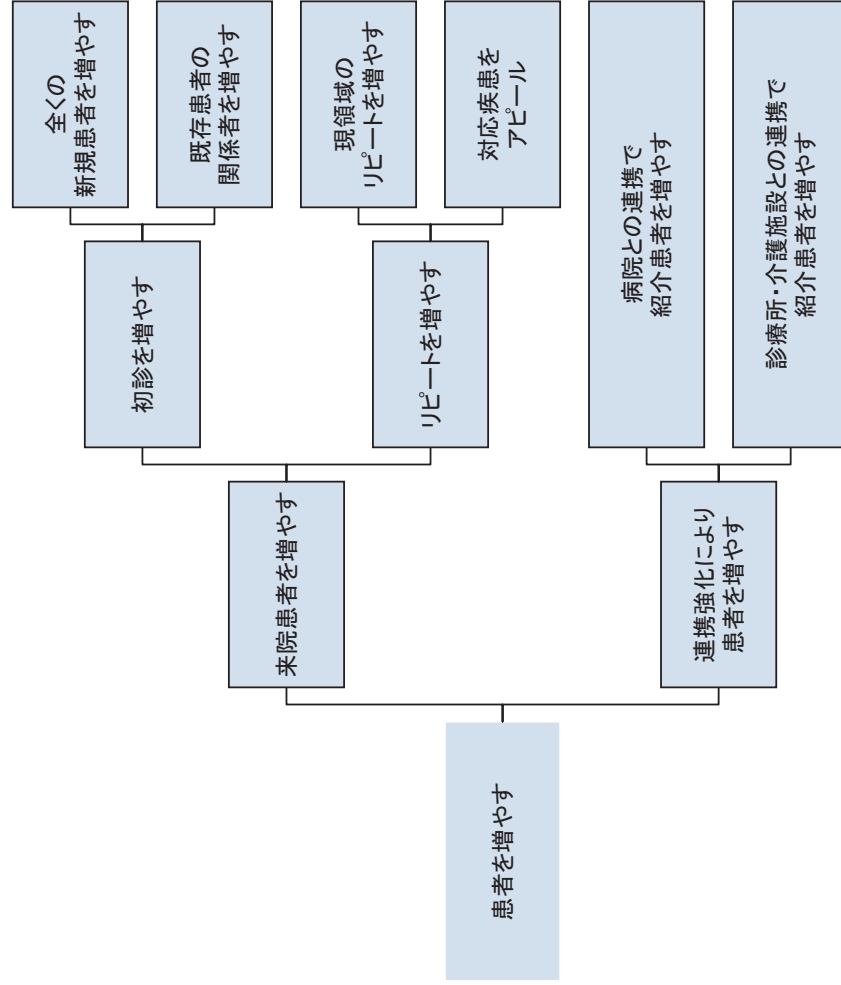 患者を増やす
来院患者を増やす
初診を増やす
全くの
新規患者を増やす
既存患者の
関係者を増やす
リピートを増やす
現領域の
リピートを増やす
対応疾患を
アピール
連携強化により
患者を増やす
病院との連携で
紹介患者を増やす
診療所・介護施設との連携で
紹介患者を増やす